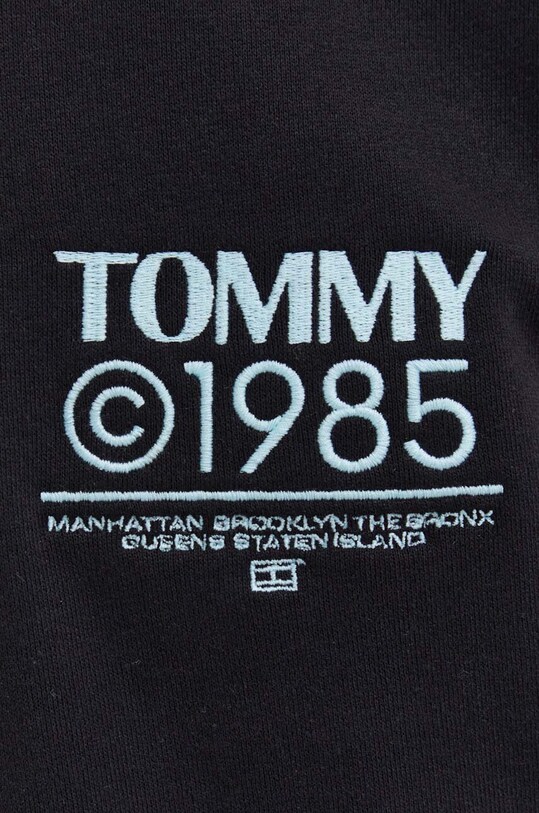 TOMMY
©1985
MANHATTAN BROOKLYN THE BRONX
QUEENS STATEN ISLAND